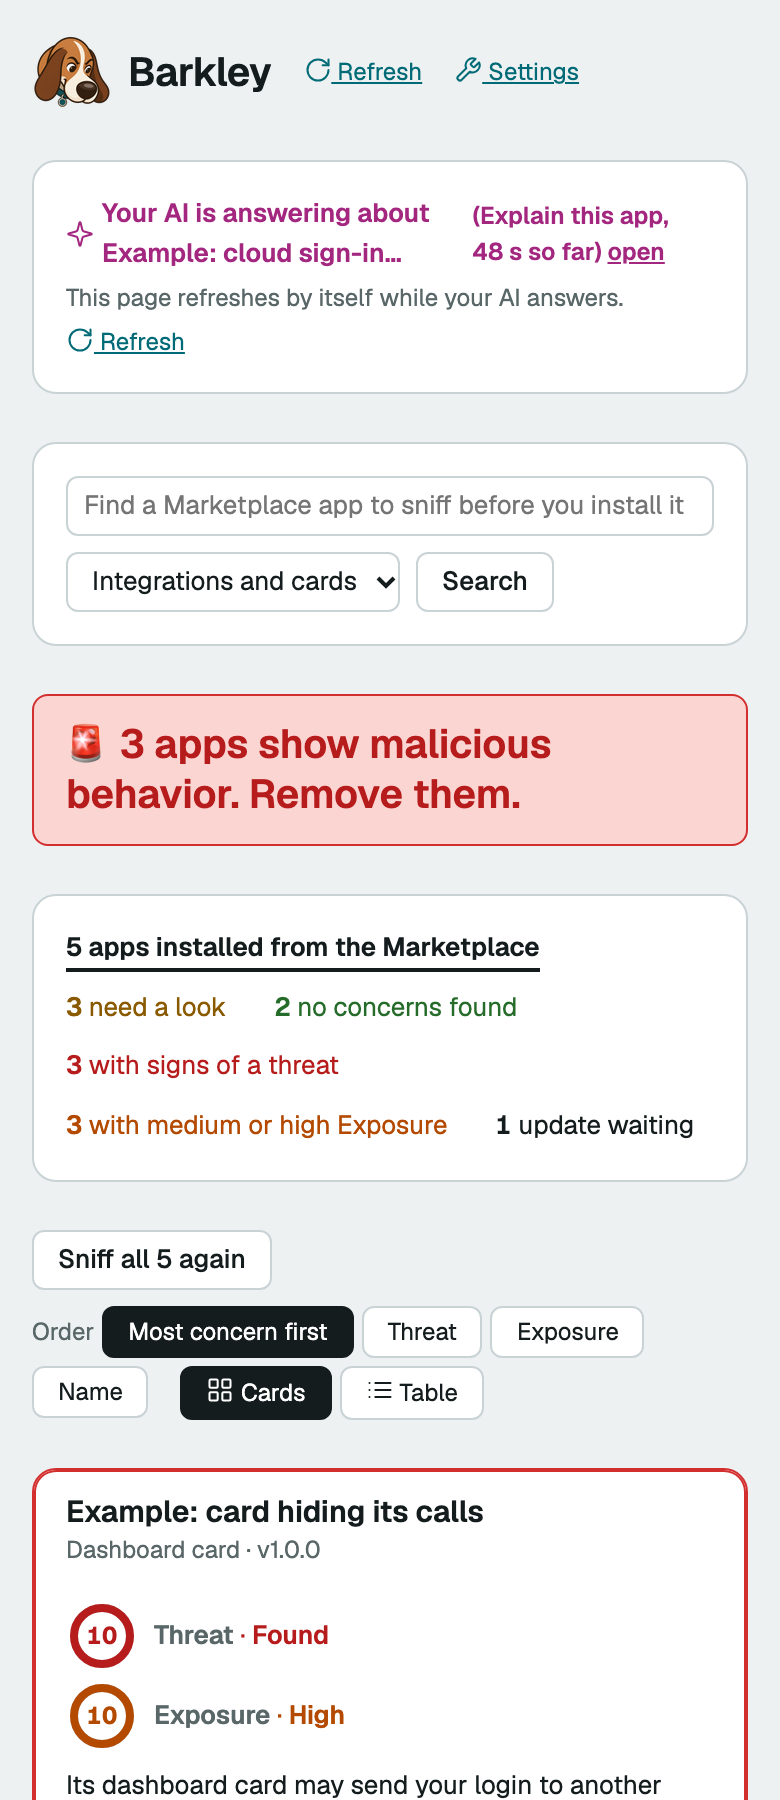 Barkley
Refresh
Settings
Your AI is answering about
Example: cloud sign-in...
(Explain this app,
48 s so far) open
This page refreshes by itself while your AI answers.
Refresh
Find a Marketplace app to sniff before you install it
Integrations and cards
Search
3 apps show malicious
behavior. Remove them.
5 apps installed from the Marketplace
3 need a look
2 no concerns found
3 with signs of a threat
3 with medium or high Exposure
1 update waiting
Sniff all 5 again
Order
Most concern first
Threat
Exposure
Name
Cards
Table
Example: card hiding its calls
Dashboard card · v1.0.0
10 Threat · Found
10 Exposure · High
Its dashboard card may send your login to another